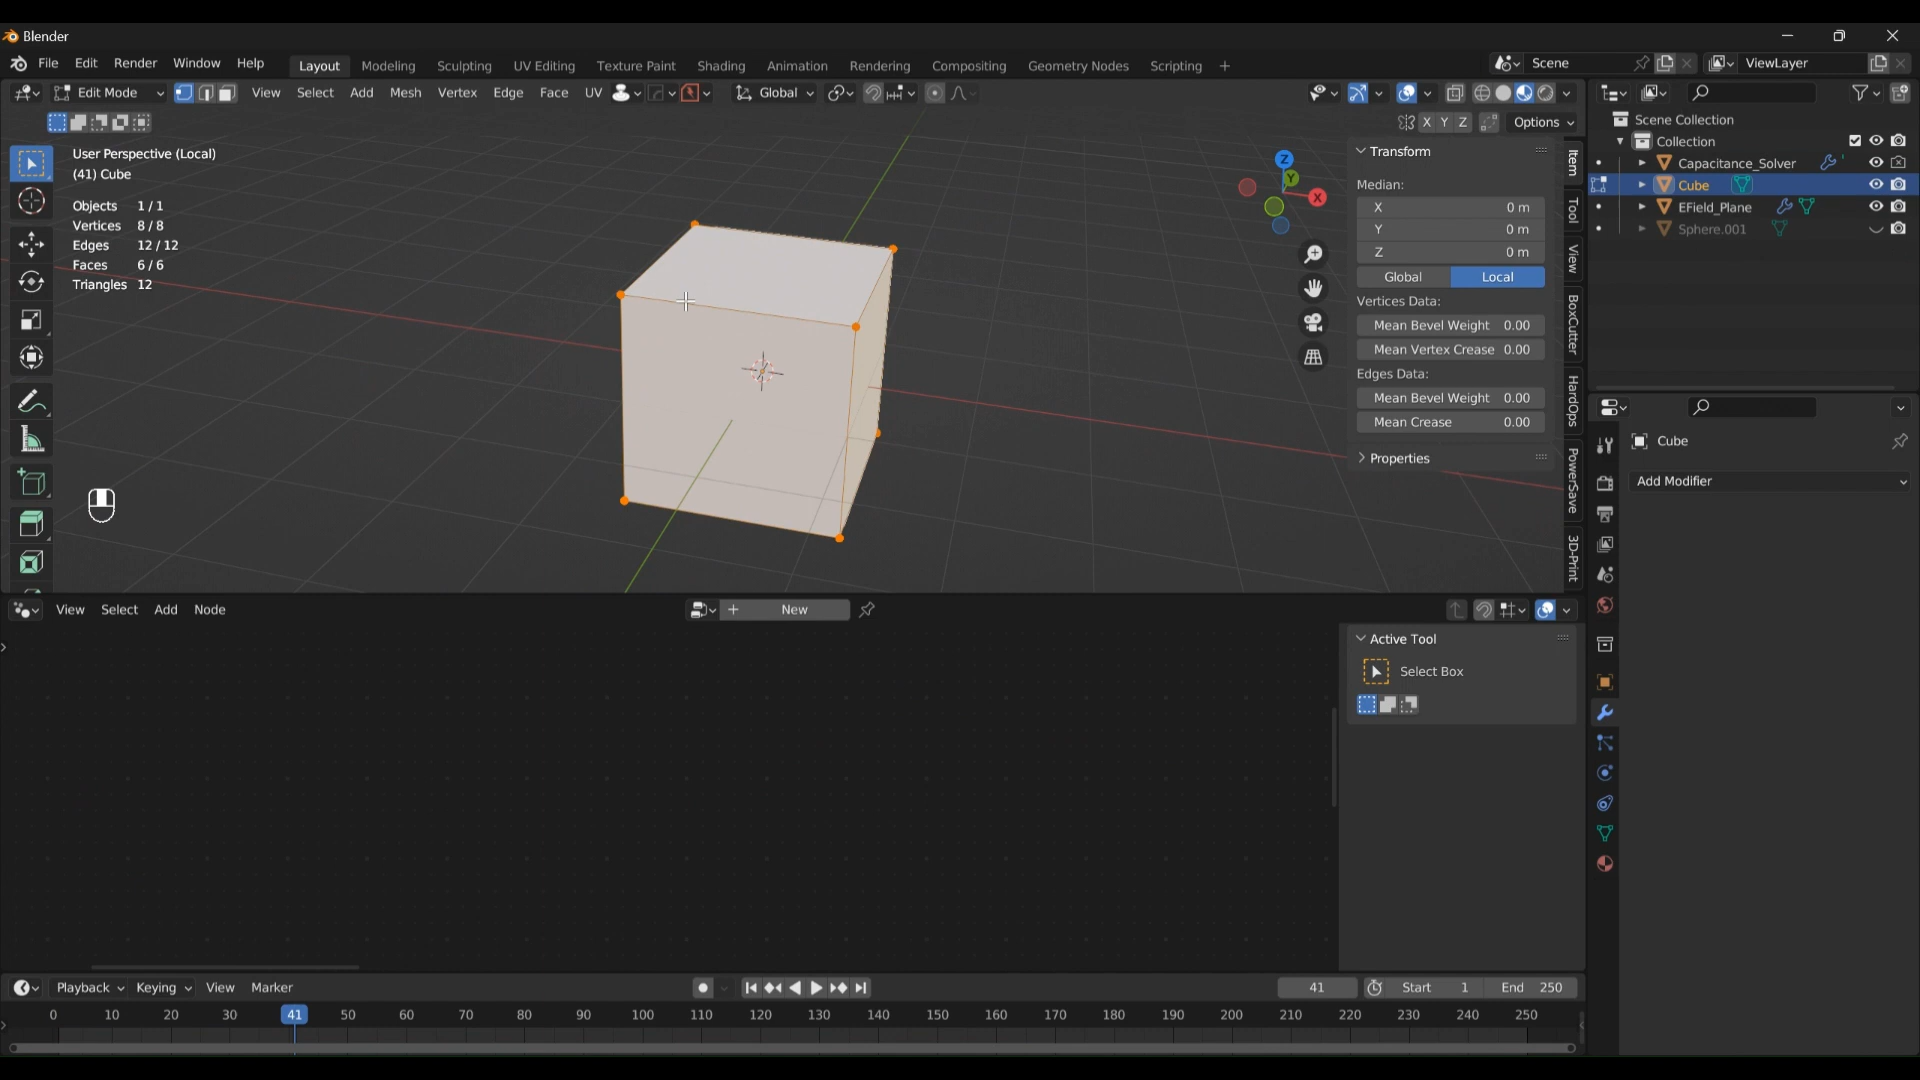 Blender
File Edit Render Window Help Layout Modeling Sculpting UV Editing Texture Paint Shading Animation Rendering Compositing Geometry Nodes Scripting + Scene ViewLayer
Edit Mode View Select Add Mesh Vertex Edge Face UV Global
X Y Z Options
User Perspective (Local)
(41) Cube
Objects 1/1
Vertices 8/8
Edges 12/12
Faces 6/6
Triangles 12
Z
Y
X
Transform
Median:
X 0 m
Y 0 m
Z 0 m
Global Local
Vertices Data:
Mean Bevel Weight 0.00
Mean Vertex Crease 0.00
Edges Data:
Mean Bevel Weight 0.00
Mean Crease 0.00
Properties
Item
Tool
View
BoxCutter
HardOps
PowerSave
3D-Print
Scene Collection
Collection
Capacitance_Solver
Cube
EField_Plane
Sphere.001
Cube
Add Modifier
View Select Add Node + New
Active Tool
Select Box
Playback Keying View Marker 41 Start 1 End 250
0 10 20 30 41 50 60 70 80 90 100 110 120 130 140 150 160 170 180 190 200 210 220 230 240 250